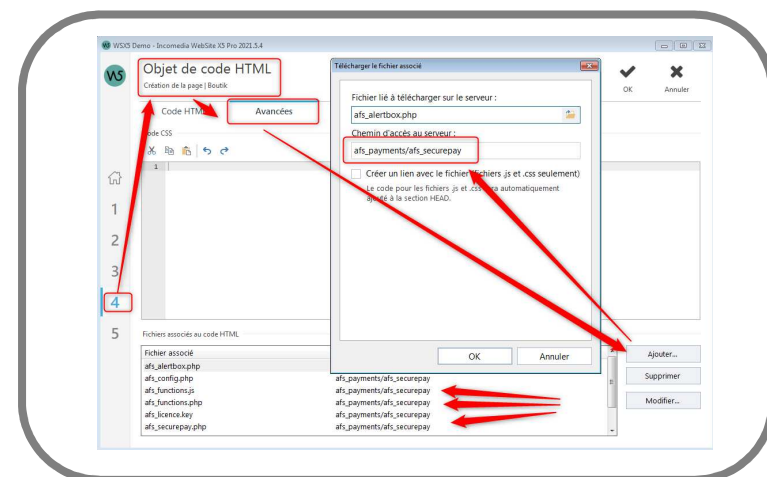 WSX5 Demo - Incomedia WebSite X5 Pro 2021.5.4
W5
Objet de code HTML
Création de la page | Boutik
OK
Annuler
Code HTML
Avancées
Code CSS
1
1
2
3
4
5
Télécharger le fichier associé
Fichier lié à télécharger sur le serveur :
afs_alertbox.php
Chemin d'accès au serveur :
afs_payments/afs_securepay
Créer un lien avec le fichier (fichiers .js et .css seulement)
Le code pour les fichiers .js et .css sera automatiquement
ajouté à la section HEAD.
OK
Annuler
Fichiers associés au code HTML
Fichier associé
afs_alertbox.php
afs_config.php afs_payments/afs_securepay
afs_functions.js afs_payments/afs_securepay
afs_functions.php afs_payments/afs_securepay
afs_licence.key afs_payments/afs_securepay
afs_securepay.php afs_payments/afs_securepay
Ajouter...
Supprimer
Modifier...